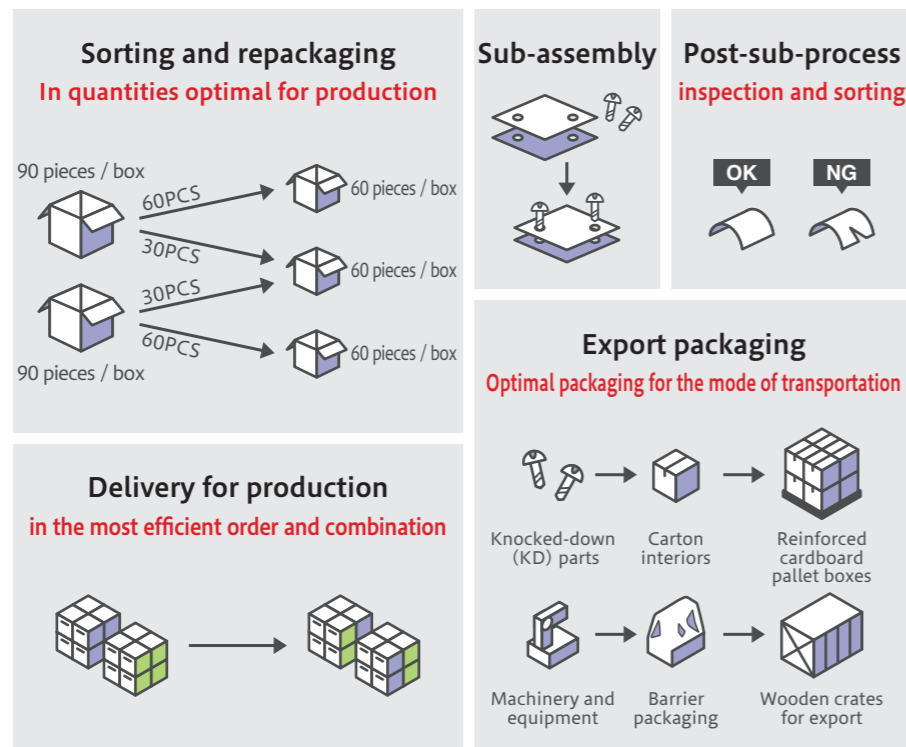 Sorting and repackaging
In quantities optimal for production
90 pieces / box
60PCS
60 pieces / box
30PCS
60 pieces / box
30PCS
60PCS
60 pieces / box
90 pieces / box
Sub-assembly
Post-sub-process
inspection and sorting
OK
NG
Delivery for production
in the most efficient order and combination
Export packaging
Optimal packaging for the mode of transportation
Knocked-down
(KD) parts
Carton
interiors
Reinforced
cardboard
pallet boxes
Machinery and
equipment
Barrier
packaging
Wooden crates
for export